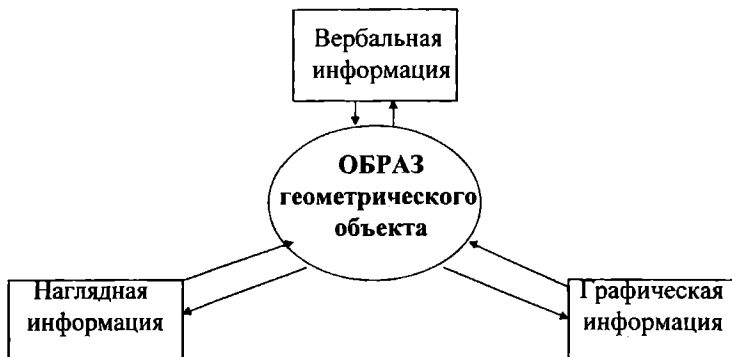 Вербальная
информация
ОБРАЗ
геометрического
объекта
Наглядная
информация
Графическая
информация